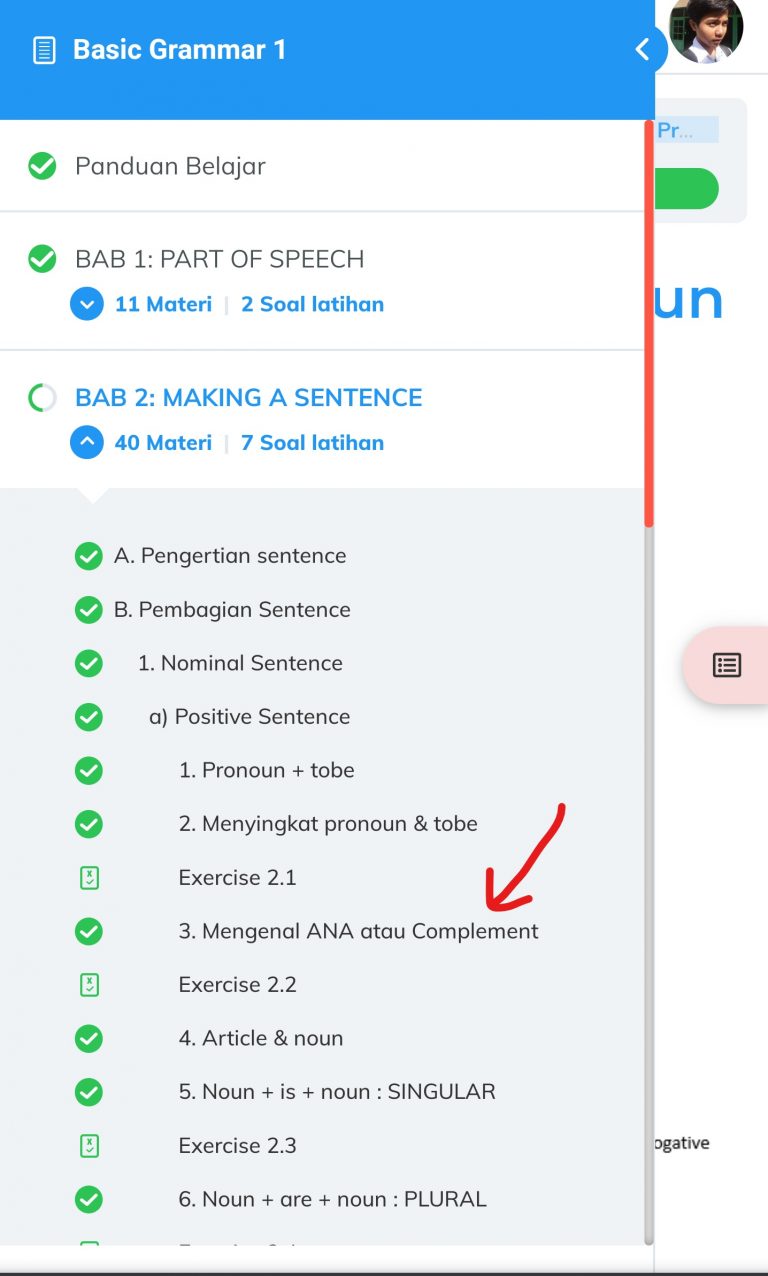 Basic Grammar 1
Pr...
Panduan Belajar
BAB 1: PART OF SPEECH
11 Materi | 2 Soal latihan
un
BAB 2: MAKING A SENTENCE
40 Materi | 7 Soal latihan
A. Pengertian sentence
B. Pembagian Sentence
1. Nominal Sentence
a) Positive Sentence
1. Pronoun + tobe
2. Menyingkat pronoun & tobe
Exercise 2.1
3. Mengenal ANA atau Complement
Exercise 2.2
4. Article & noun
5. Noun + is + noun : SINGULAR
Exercise 2.3
ogative
6. Noun + are + noun : PLURAL